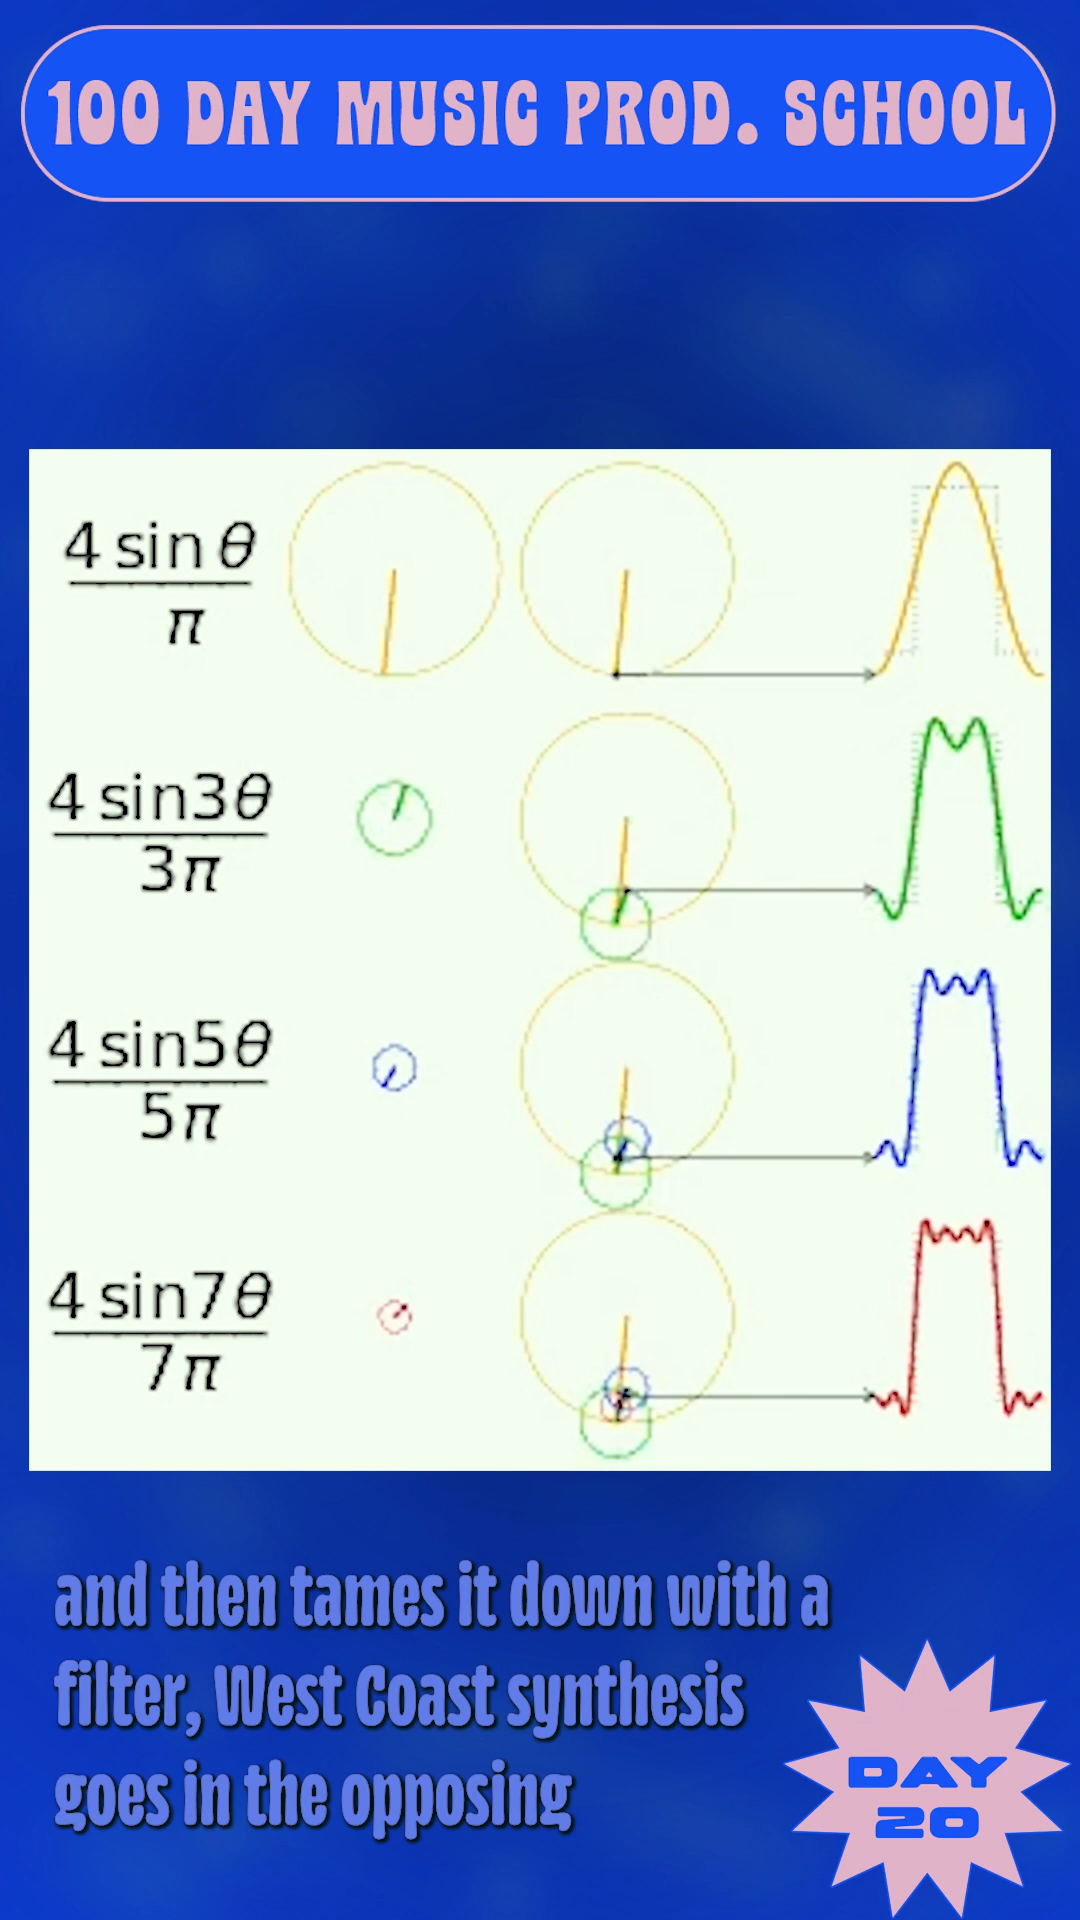 100 DAY MUSIC PROD. SCHOOL
4 sin θ
π
4 sin3θ
3π
4 sin5θ
5π
4 sin7θ
7π
and then tames it down with a
filter, West Coast synthesis
goes in the opposing
DAY
20